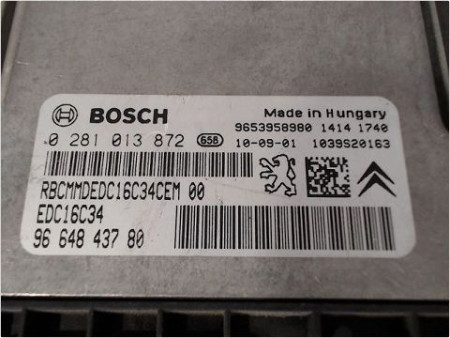 BOSCH
Made in Hungary
0 281 013 872 658
9653958980 1414 1740
10-09-01 1039S20163
RBCMMDEDC16C34CEM 00
EDC16C34
96 648 437 80